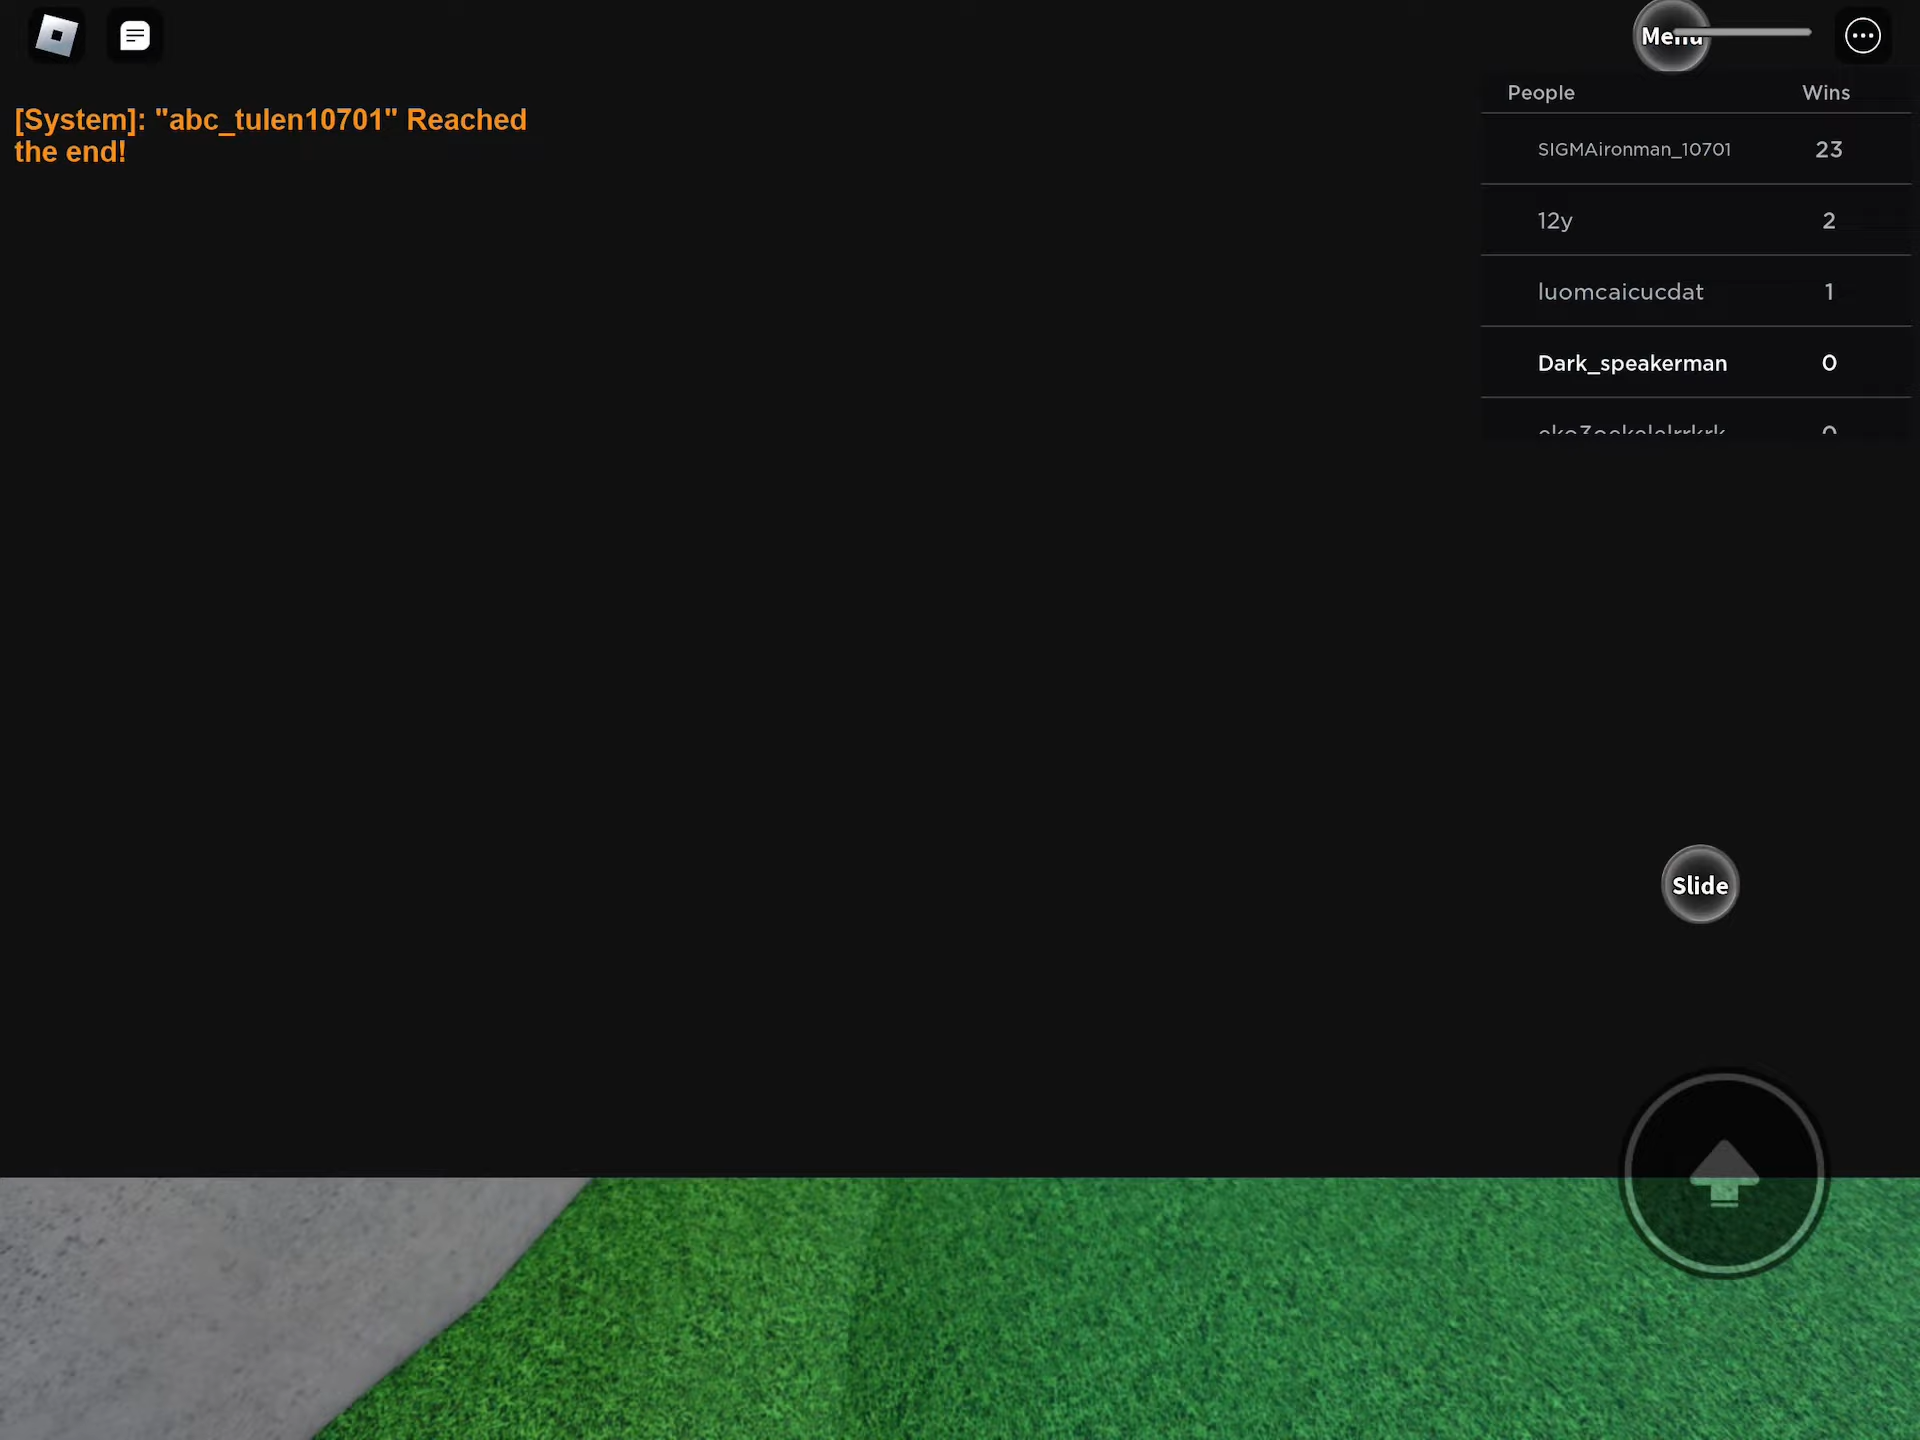 Menu
[System]: "abc_tulen10701" Reached
the end!
People Wins
SIGMAironman_10701 23
12y 2
luomcaicucdat 1
Dark_speakerman 0
Slide